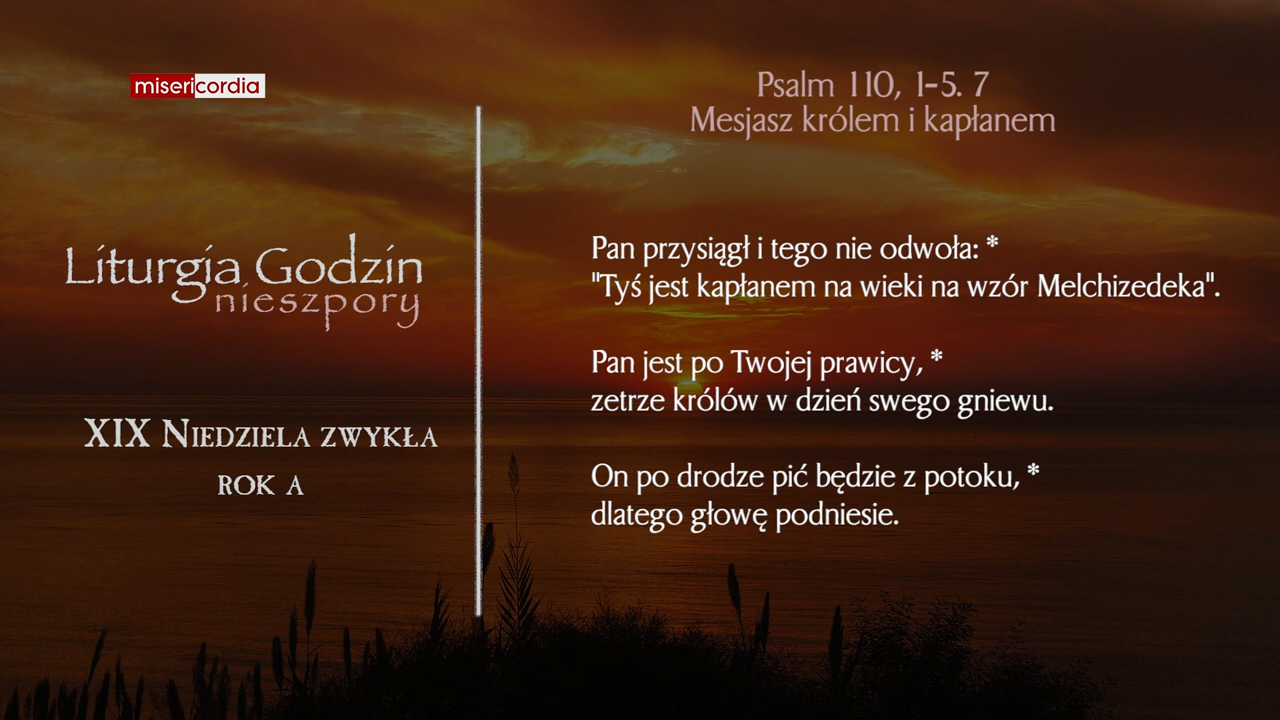 misericordia
Liturgia Godzin
nieszpory
XIX Niedziela zwykła
rok A
Psalm 110, 1-5. 7
Mesjasz królem i kapłanem
Pan przysiągł i tego nie odwoła: *
"Tyś jest kapłanem na wieki na wzór Melchizedeka".
Pan jest po Twojej prawicy, *
zetrze królów w dzień swego gniewu.
On po drodze pić będzie z potoku, *
dlatego głowę podniesie.